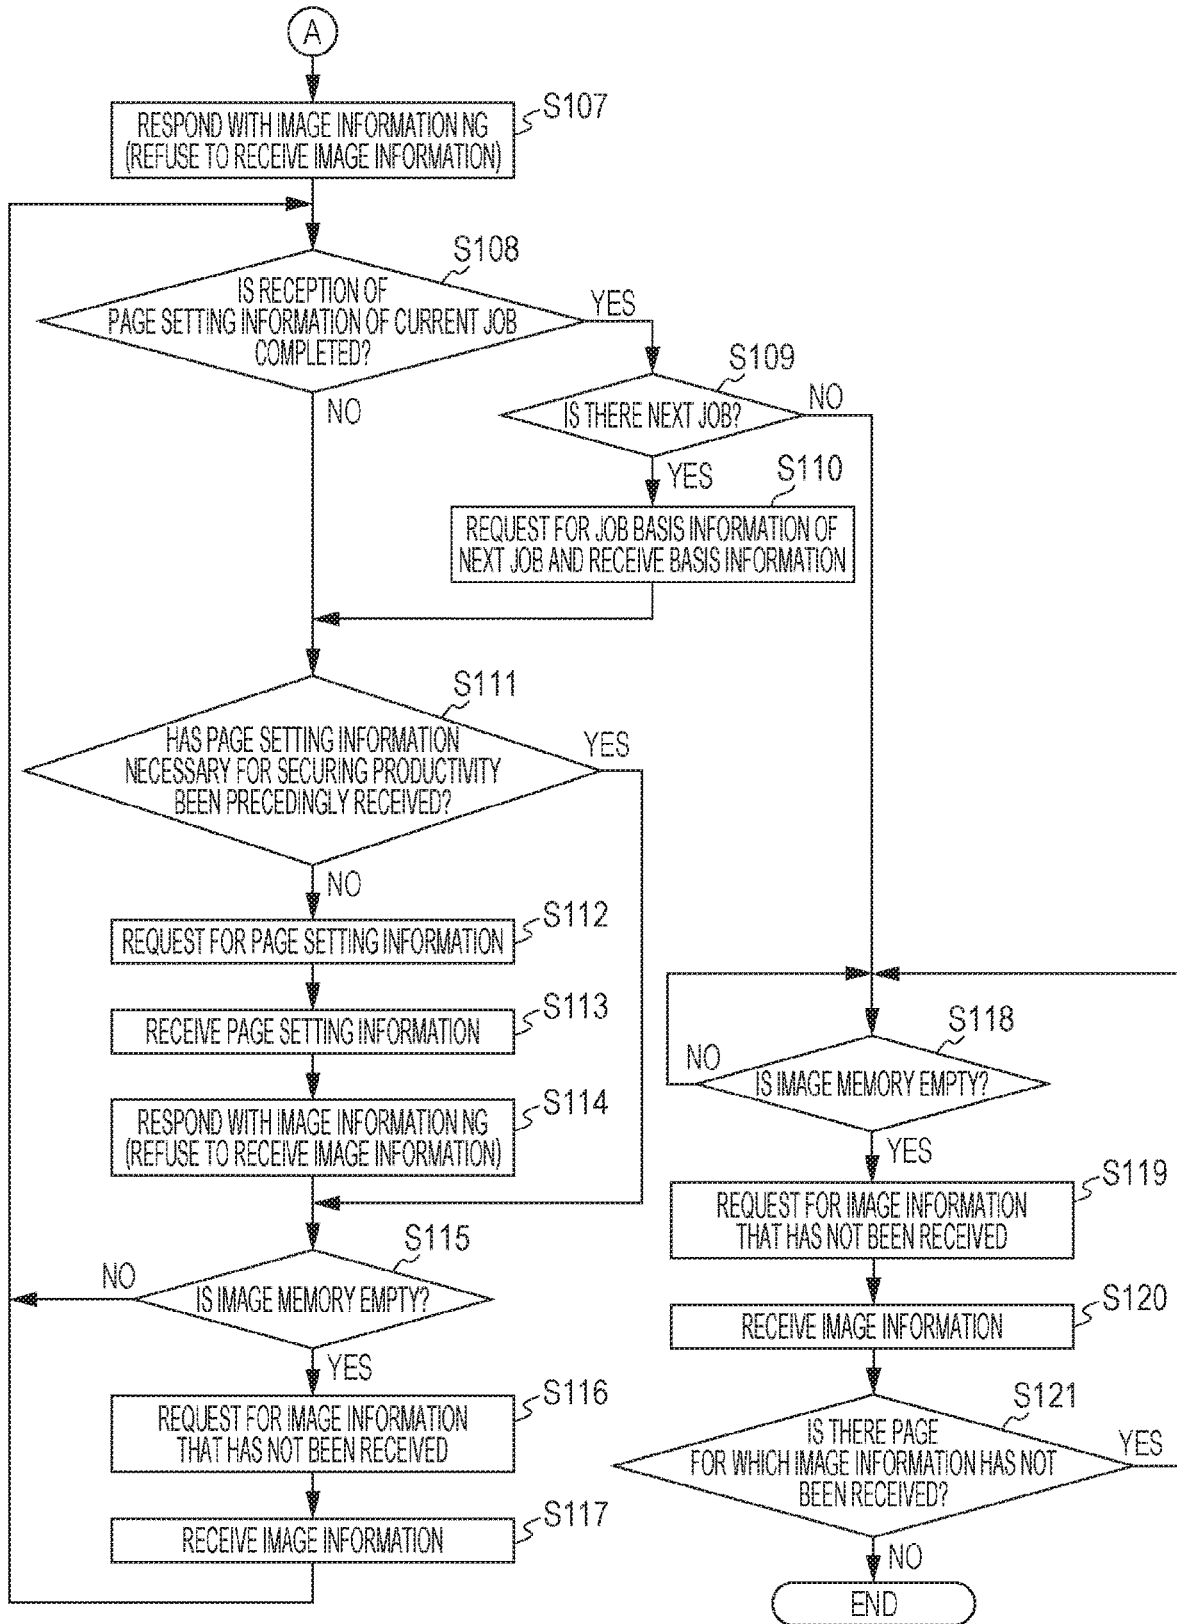 A
S107
RESPOND WITH IMAGE INFORMATION NG
(REFUSE TO RECEIVE IMAGE INFORMATION)
S108
IS RECEPTION OF
PAGE SETTING INFORMATION OF CURRENT JOB
COMPLETED?
YES
NO
S109
IS THERE NEXT JOB?
NO
YES
S110
REQUEST FOR JOB BASIS INFORMATION OF
NEXT JOB AND RECEIVE BASIS INFORMATION
S111
HAS PAGE SETTING INFORMATION
NECESSARY FOR SECURING PRODUCTIVITY
BEEN PRECEDINGLY RECEIVED?
YES
NO
S112
REQUEST FOR PAGE SETTING INFORMATION
S113
RECEIVE PAGE SETTING INFORMATION
S114
RESPOND WITH IMAGE INFORMATION NG
(REFUSE TO RECEIVE IMAGE INFORMATION)
S115
IS IMAGE MEMORY EMPTY?
NO
YES
S116
REQUEST FOR IMAGE INFORMATION
THAT HAS NOT BEEN RECEIVED
S117
RECEIVE IMAGE INFORMATION
S118
IS IMAGE MEMORY EMPTY?
NO
YES
S119
REQUEST FOR IMAGE INFORMATION
THAT HAS NOT BEEN RECEIVED
S120
RECEIVE IMAGE INFORMATION
S121
IS THERE PAGE
FOR WHICH IMAGE INFORMATION HAS NOT
BEEN RECEIVED?
YES
NO
END